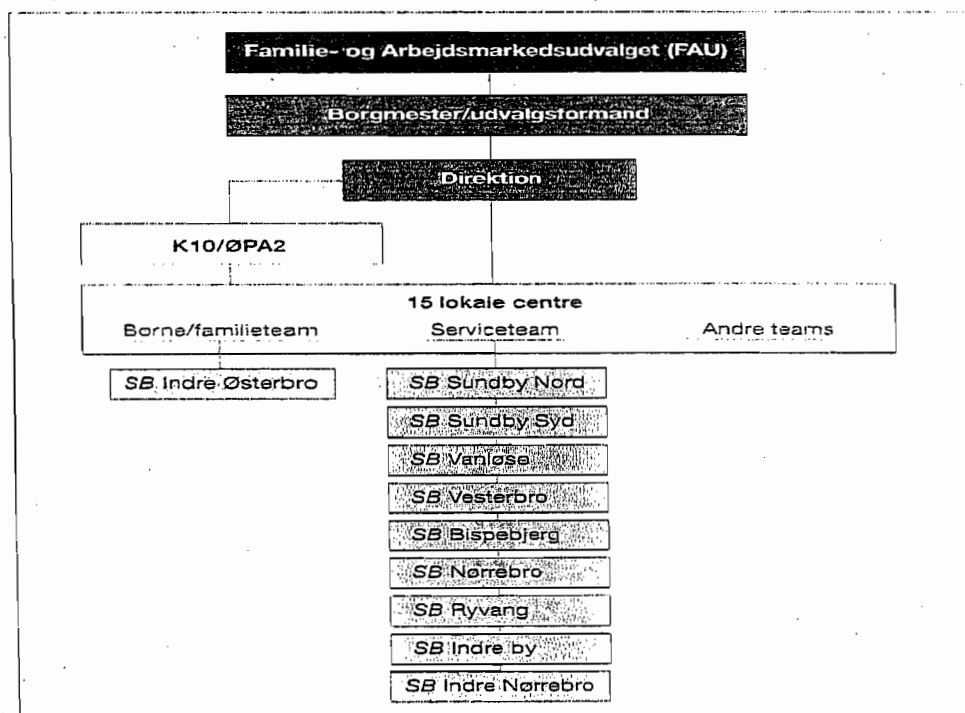 Familie- og Arbejdsmarkedsudvalget (FAU)
Borgmester/udvalgsformand
Direktion
K10/ØPA2
15 lokale centre
Børne/familieteam
Serviceteam
Andre teams
SB Indre Østerbro
SB Sundby Nord
SB Sundby Syd
SB Vanløse
SB Vesterbro
SB Bispebjerg
SB Nørrebro
SB Ryvang
SB Indre by
SB Indre Nørrebro